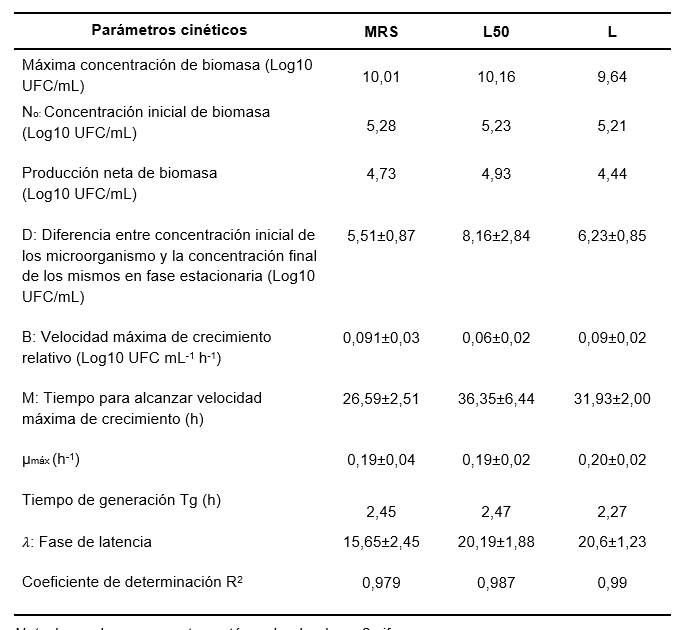 Parámetros cinéticos MRS L50 L
Máxima concentración de biomasa (Log10
UFC/mL) 10,01 10,16 9,64
No: Concentración inicial de biomasa
(Log10 UFC/mL) 5,28 5,23 5,21
Producción neta de biomasa
(Log10 UFC/mL) 4,73 4,93 4,44
D: Diferencia entre concentración inicial de 5,51±0,87 8,16±2,84 6,23±0,85
los microorganismo y la concentración final
de los mismos en fase estacionaria (Log10
UFC/mL)
B: Velocidad máxima de crecimiento 0,091±0,03 0,06±0,02 0,09±0,02
relativo (Log10 UFC mL-1 h-1)
M: Tiempo para alcanzar velocidad 26,59±2,51 36,35±6,44 31,93±2,00
máxima de crecimiento (h)
µmáx (h-1) 0,19±0,04 0,19±0,02 0,20±0,02
Tiempo de generación Tg (h) 2,45 2,47 2,27
λ: Fase de latencia 15,65±2,45 20,19±1,88 20,6±1,23
Coeficiente de determinación R2 0,979 0,987 0,99